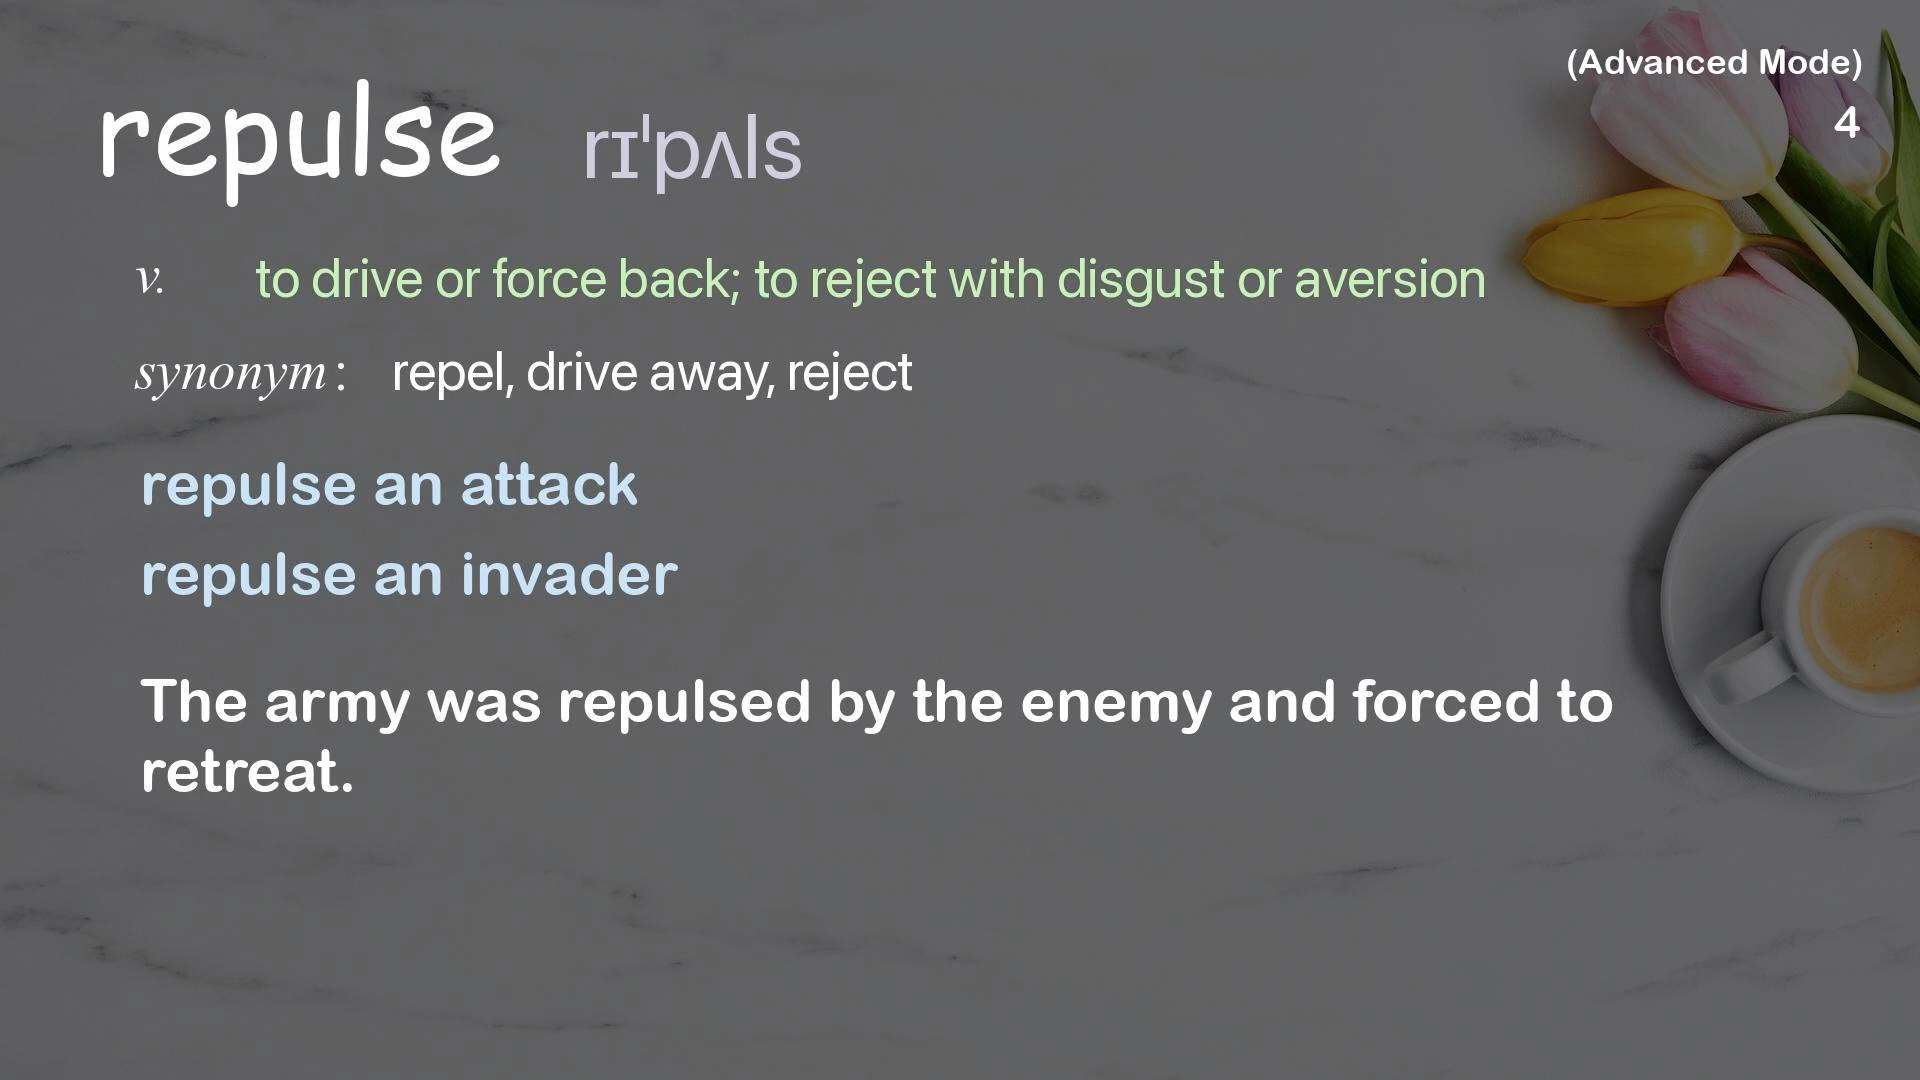 (Advanced Mode)
repulse rɪˈpʌls
4
v. to drive or force back; to reject with disgust or aversion
synonym : repel, drive away, reject
repulse an attack
repulse an invader
The army was repulsed by the enemy and forced to
retreat.